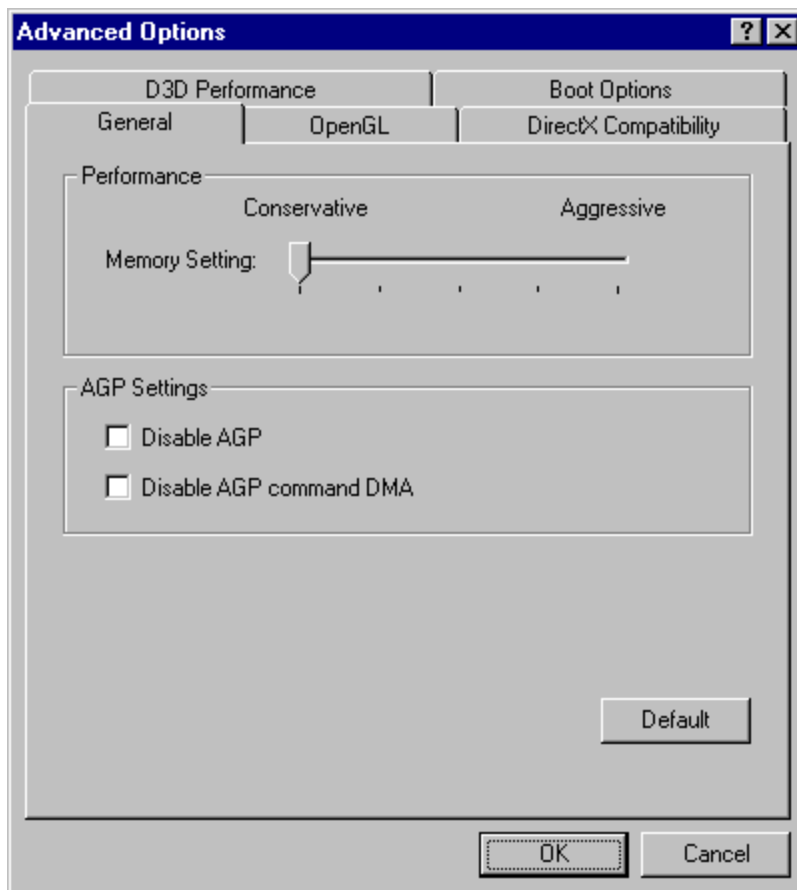 Advanced Options
D3D Performance
Boot Options
General
OpenGL
DirectX Compatibility
Performance
Conservative
Aggressive
Memory Setting:
AGP Settings
Disable AGP
Disable AGP command DMA
Default
OK
Cancel